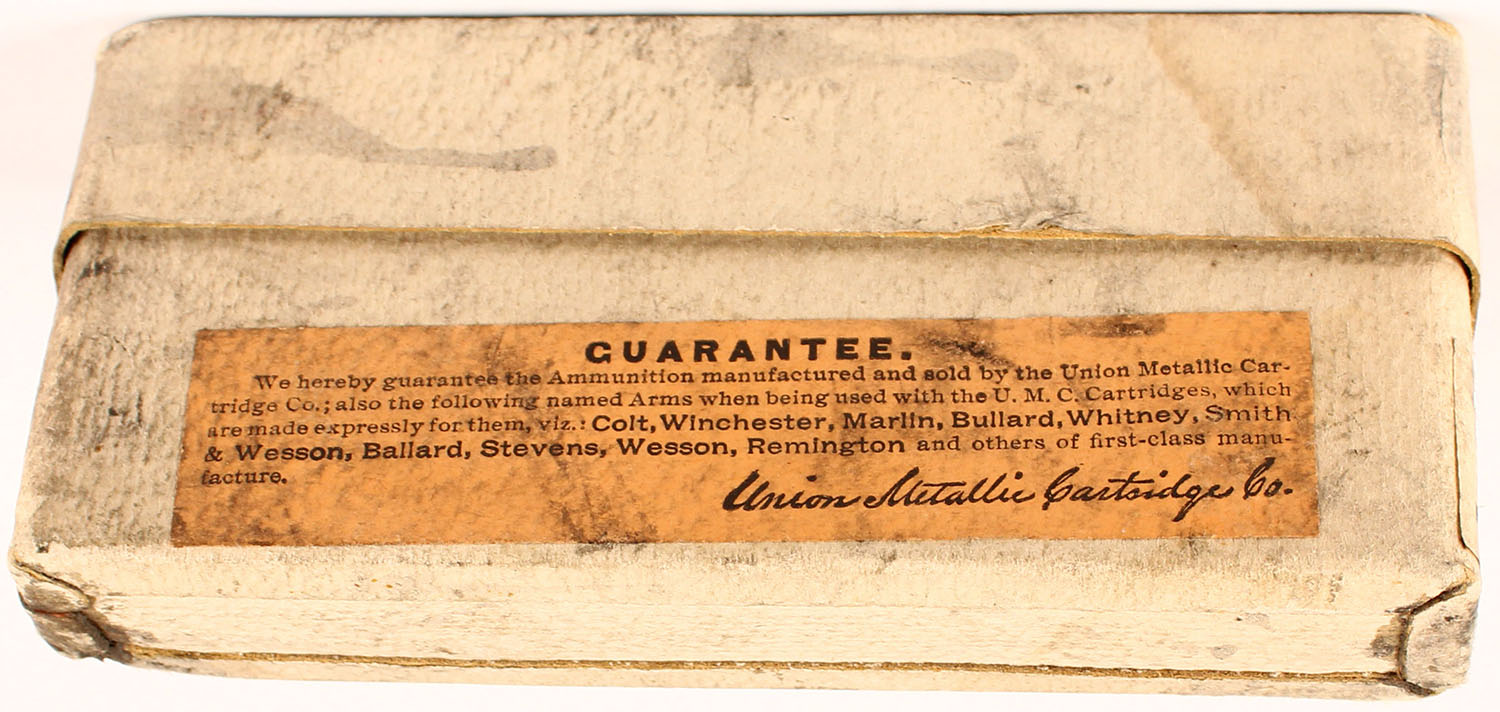 GUARANTEE.
We hereby guarantee the Ammunition manufactured and sold by the Union Metallic Car-
tridge Co.; also the following named Arms when being used with the U. M. C. Cartridges, which
are made expressly for them, viz.: Colt, Winchester, Marlin, Bullard, Whitney, Smith
& Wesson, Ballard, Stevens, Wesson, Remington and others of first-class manu-
facture.
Union Metallic Cartridge Co.